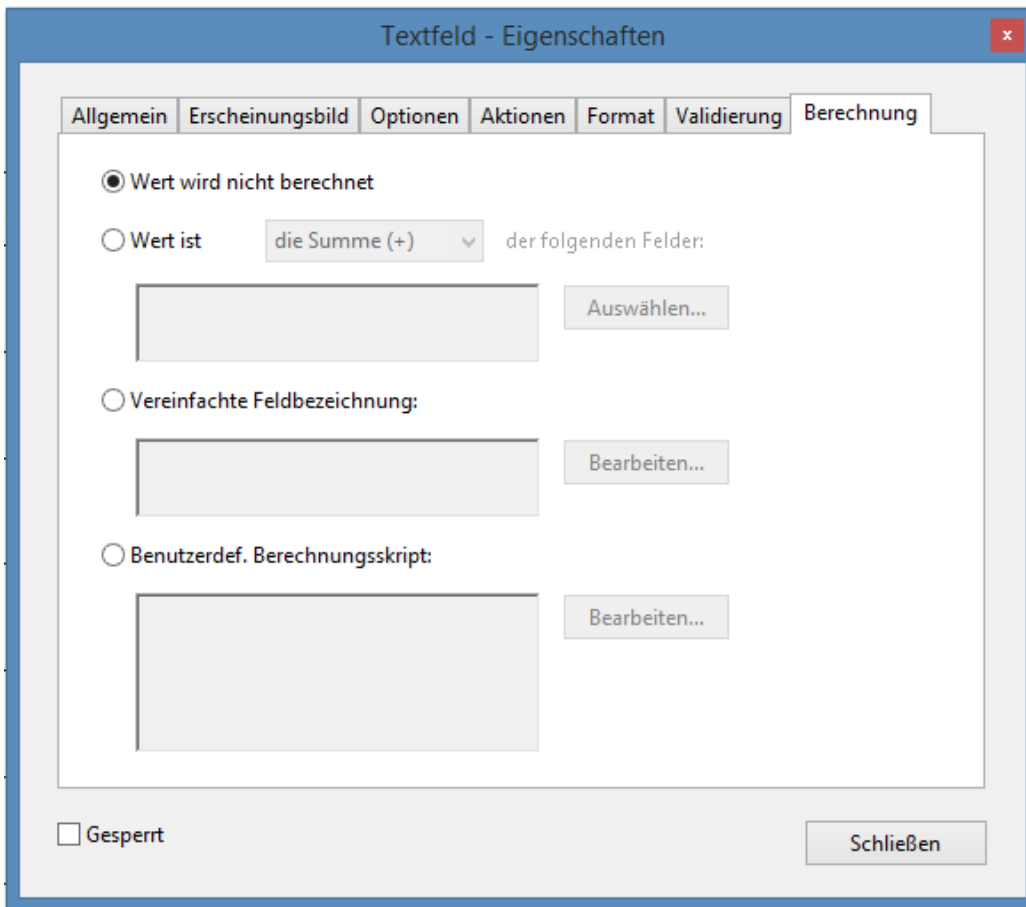 Textfeld - Eigenschaften
x
Allgemein Erscheinungsbild Optionen Aktionen Format Validierung Berechnung
Wert wird nicht berechnet
Wert ist die Summe (+) der folgenden Felder:
Auswählen...
Vereinfachte Feldbezeichnung:
Bearbeiten...
Benutzerdef. Berechnungsskript:
Bearbeiten...
Gesperrt
Schließen